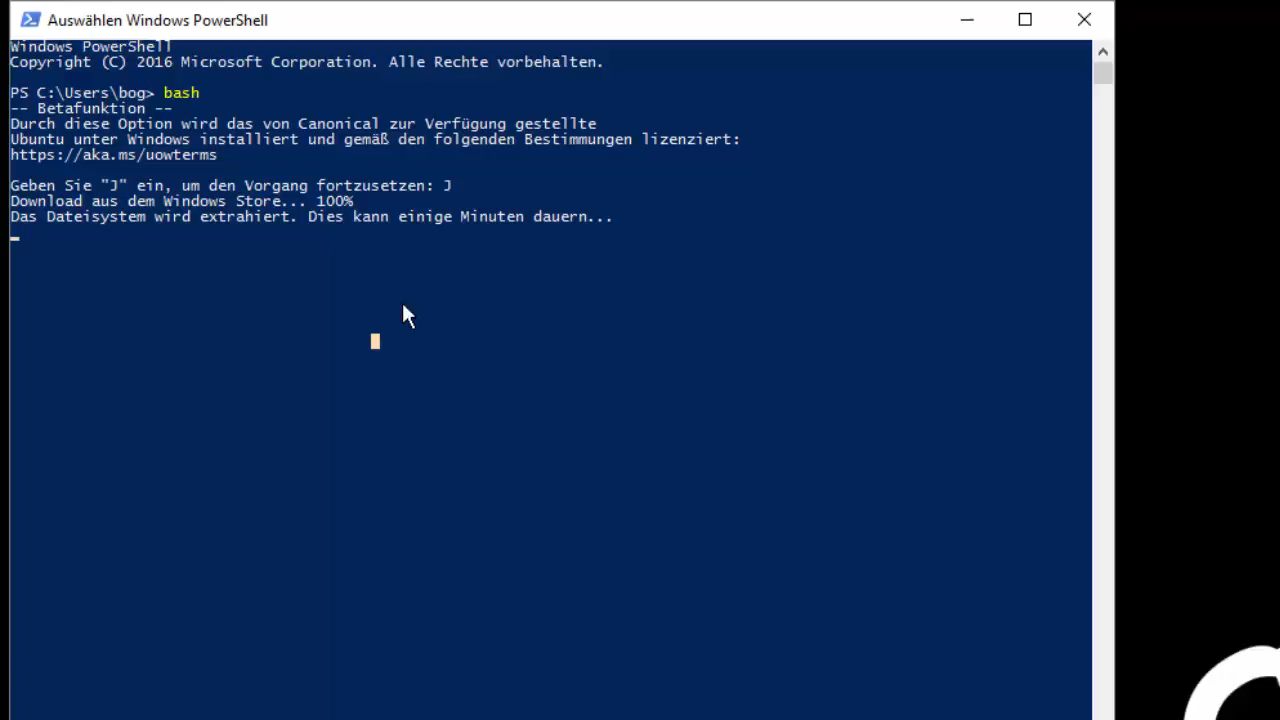 Auswählen Windows PowerShell
Windows PowerShell
Copyright (C) 2016 Microsoft Corporation. Alle Rechte vorbehalten.
PS C:\Users\bog> bash
-- Betafunktion --
Durch diese Option wird das von Canonical zur Verfügung gestellte
Ubuntu unter Windows installiert und gemäß den folgenden Bestimmungen lizenziert:
https://aka.ms/uowterms
Geben Sie "J" ein, um den Vorgang fortzusetzen: J
Download aus dem Windows Store... 100%
Das Dateisystem wird extrahiert. Dies kann einige Minuten dauern...